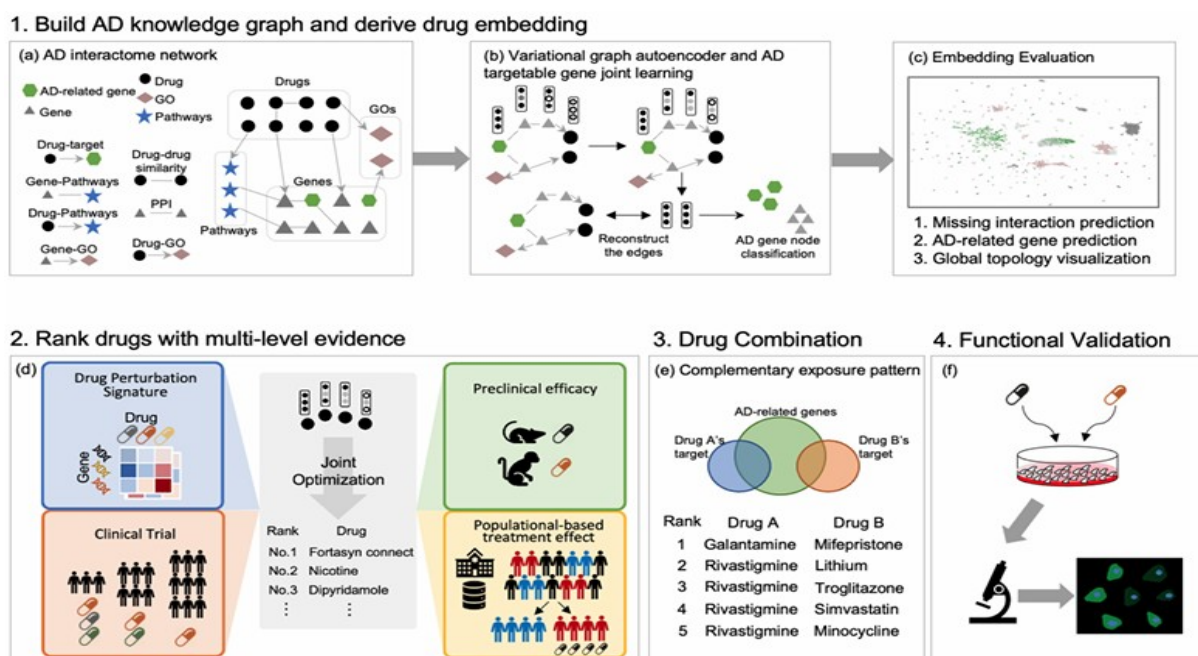 1. Build AD knowledge graph and derive drug embedding
(a) AD interactome network
AD-related gene
Gene
Drug
GO
Pathways
Drug-target
Gene-Pathways
Drug-Pathways
Gene-GO
Drug-drug
similarity
PPI
Drug-GO
Drugs
GOs
Genes
Pathways
(b) Variational graph autoencoder and AD
targetable gene joint learning
Reconstruct
the edges
AD gene node
classification
(c) Embedding Evaluation
1. Missing interaction prediction
2. AD-related gene prediction
3. Global topology visualization
2. Rank drugs with multi-level evidence
(d)
Drug Perturbation
Signature
Drug
Gene
Clinical Trial
Joint
Optimization
Rank Drug
No.1 Fortasyn connect
No.2 Nicotine
No.3 Dipyridamole
⋮ ⋮
Preclinical efficacy
Populational-based
treatment effect
3. Drug Combination
(e) Complementary exposure pattern
AD-related genes
Drug A's
target
Drug B's
target
Rank Drug A Drug B
1 Galantamine Mifepristone
2 Rivastigmine Lithium
3 Rivastigmine Troglitazone
4 Rivastigmine Simvastatin
5 Rivastigmine Minocycline
4. Functional Validation
(f)